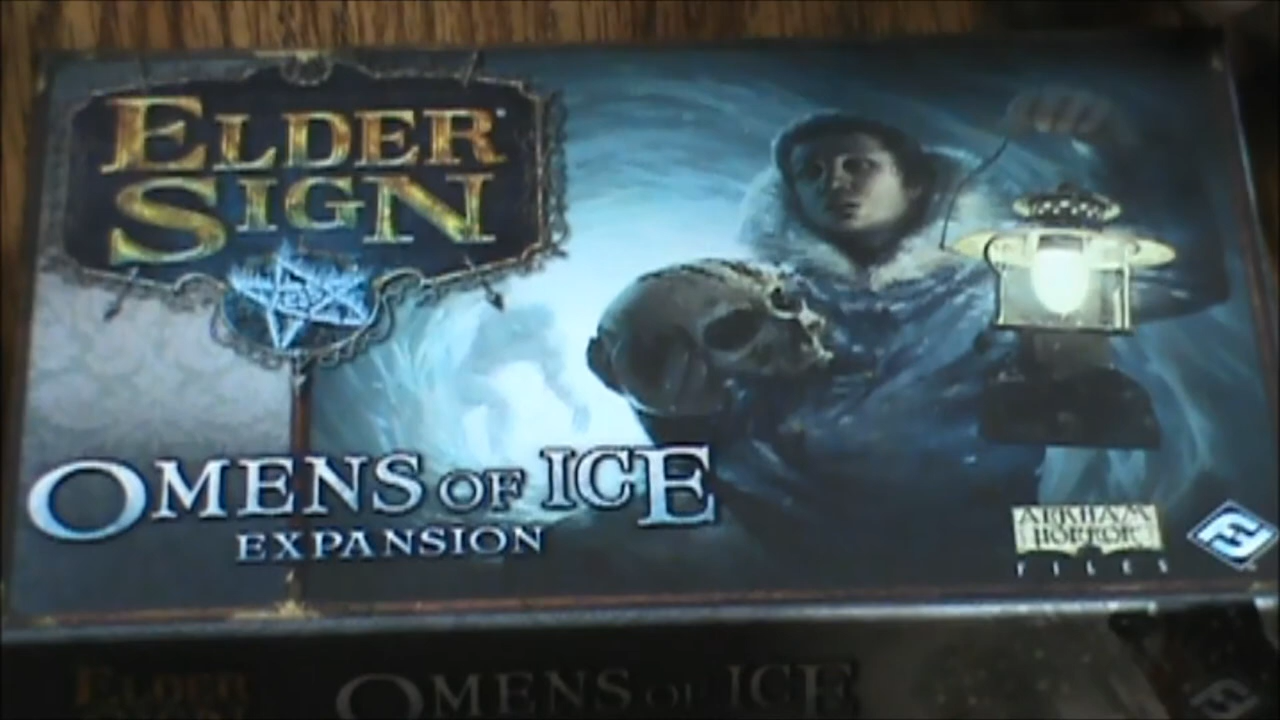 ELDER
SIGN
OMENS OF ICE
EXPANSION
ARKHAM
HORROR
FILES
ELDER
OMENS OF ICE